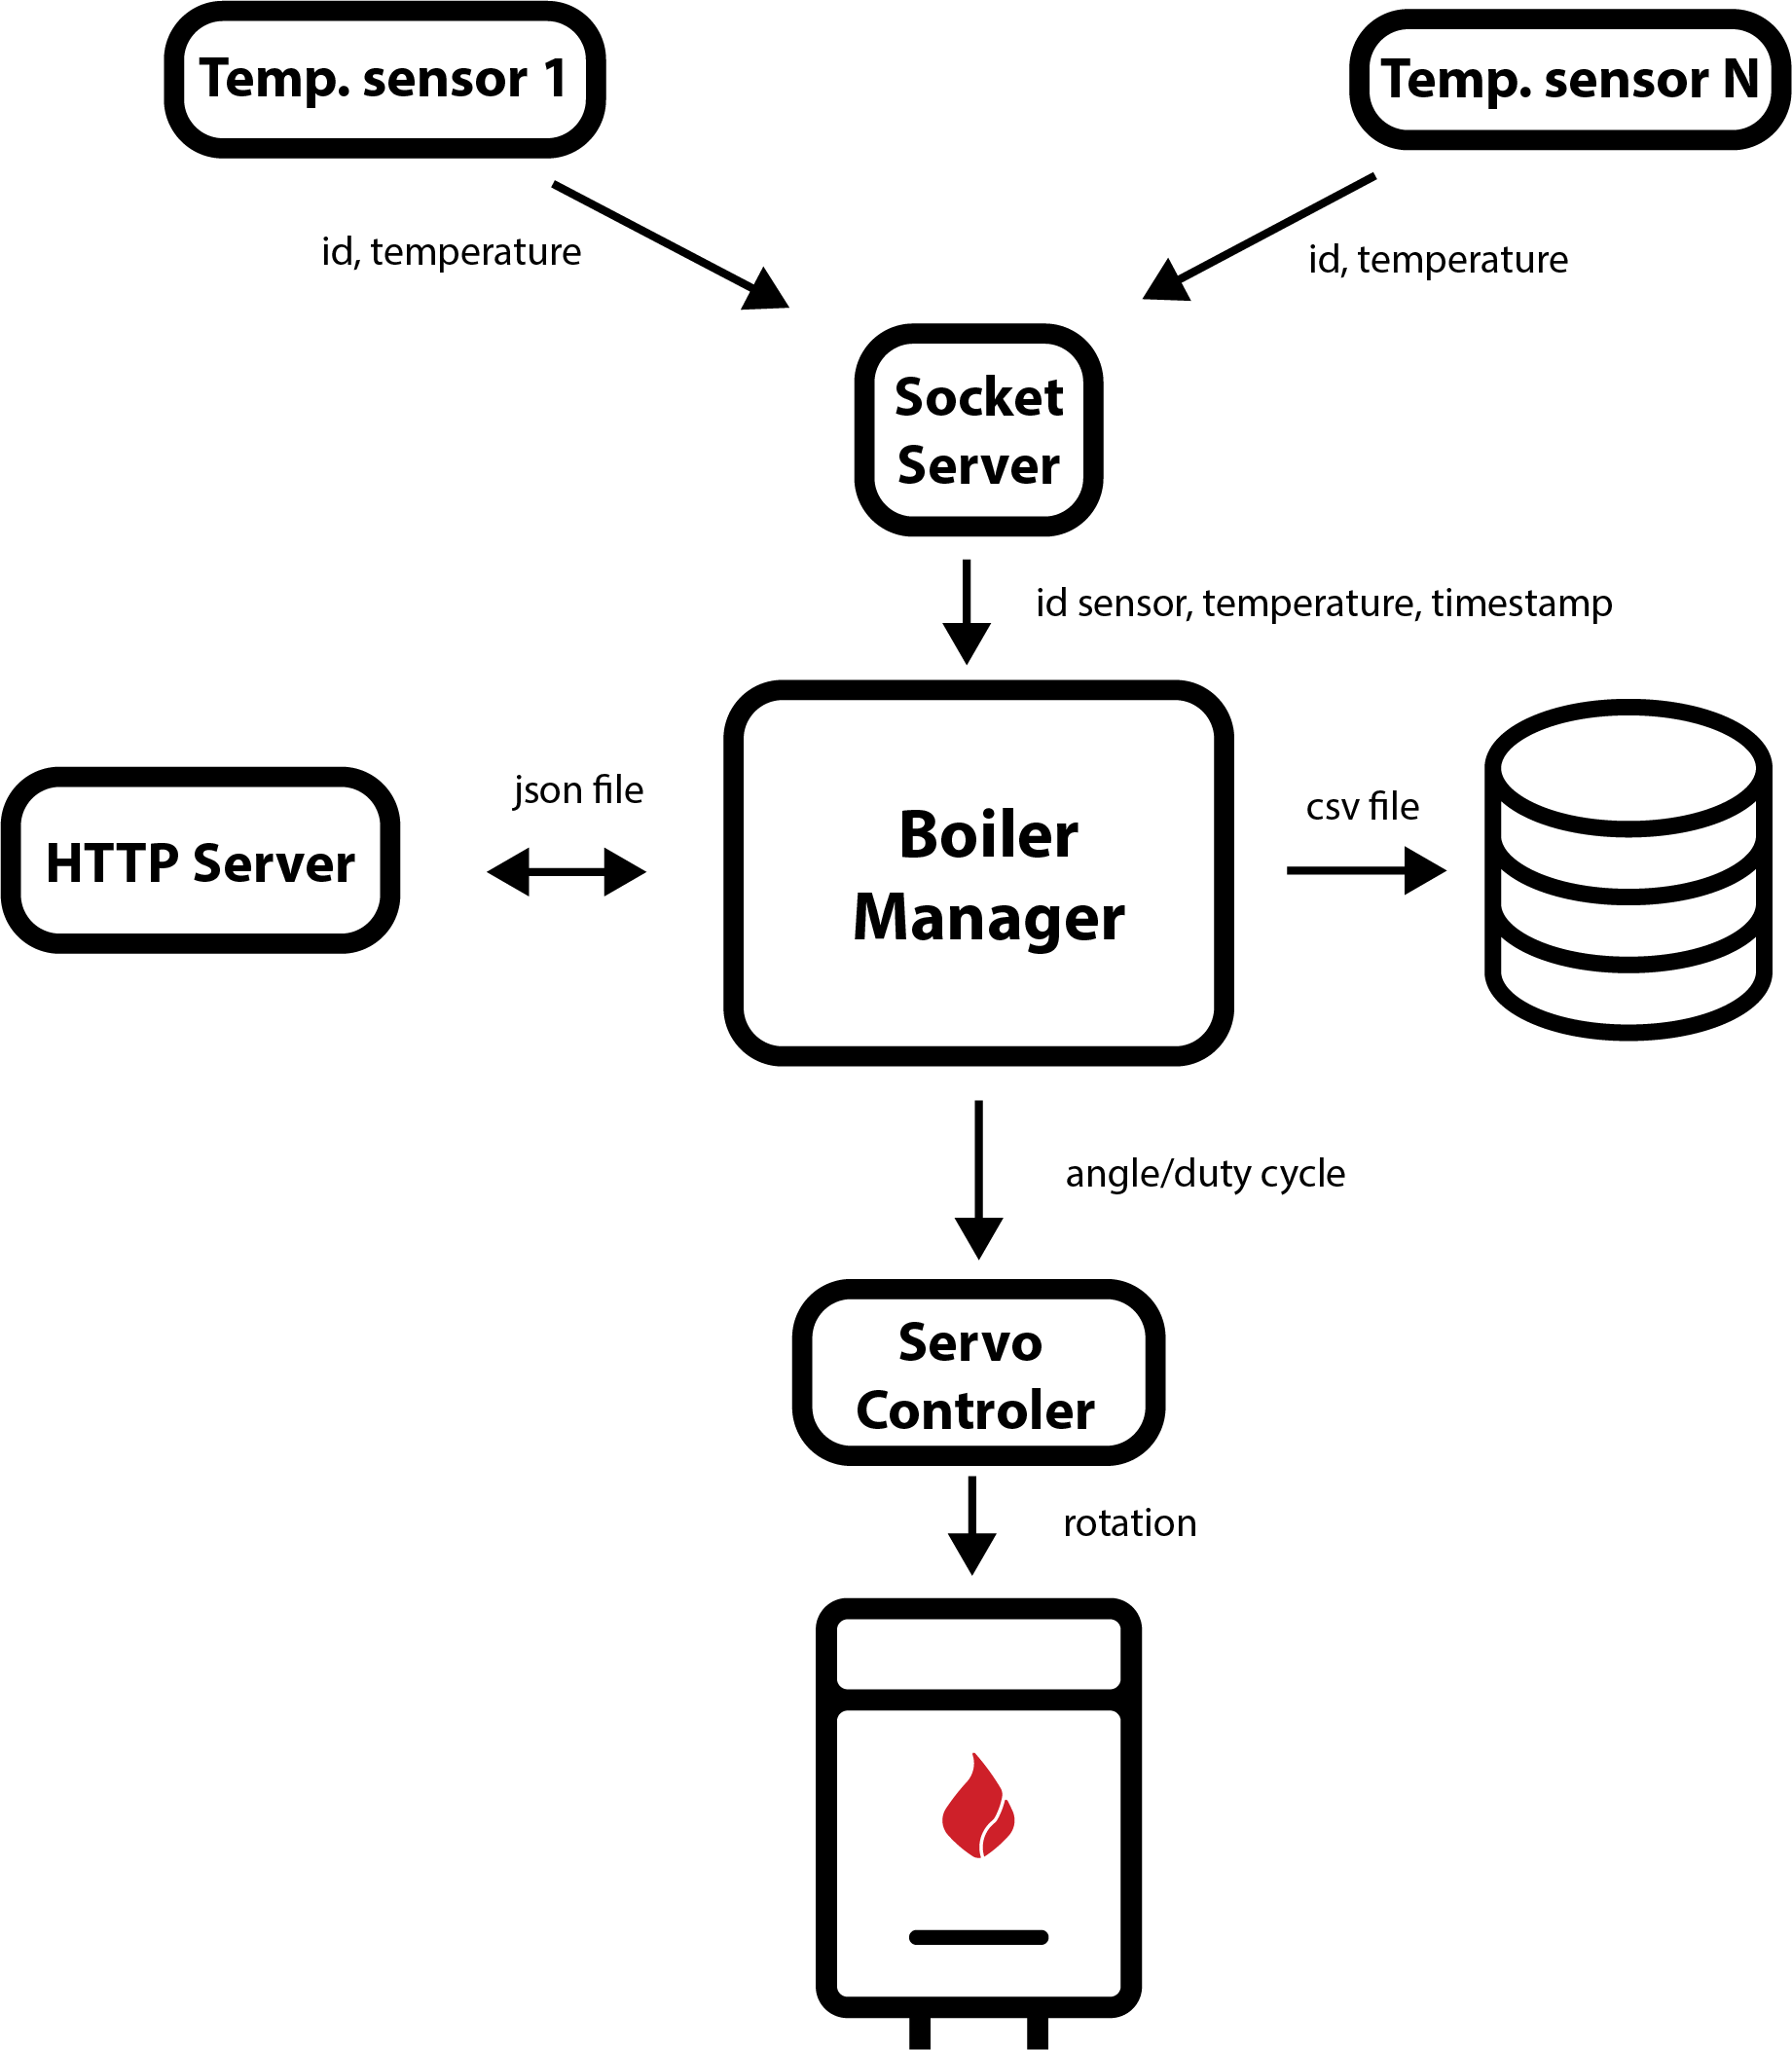 Temp. sensor 1
Temp. sensor N
id, temperature
id, temperature
Socket
Server
id sensor, temperature, timestamp
json file
csv file
HTTP Server
Boiler
Manager
angle/duty cycle
Servo
Controler
rotation